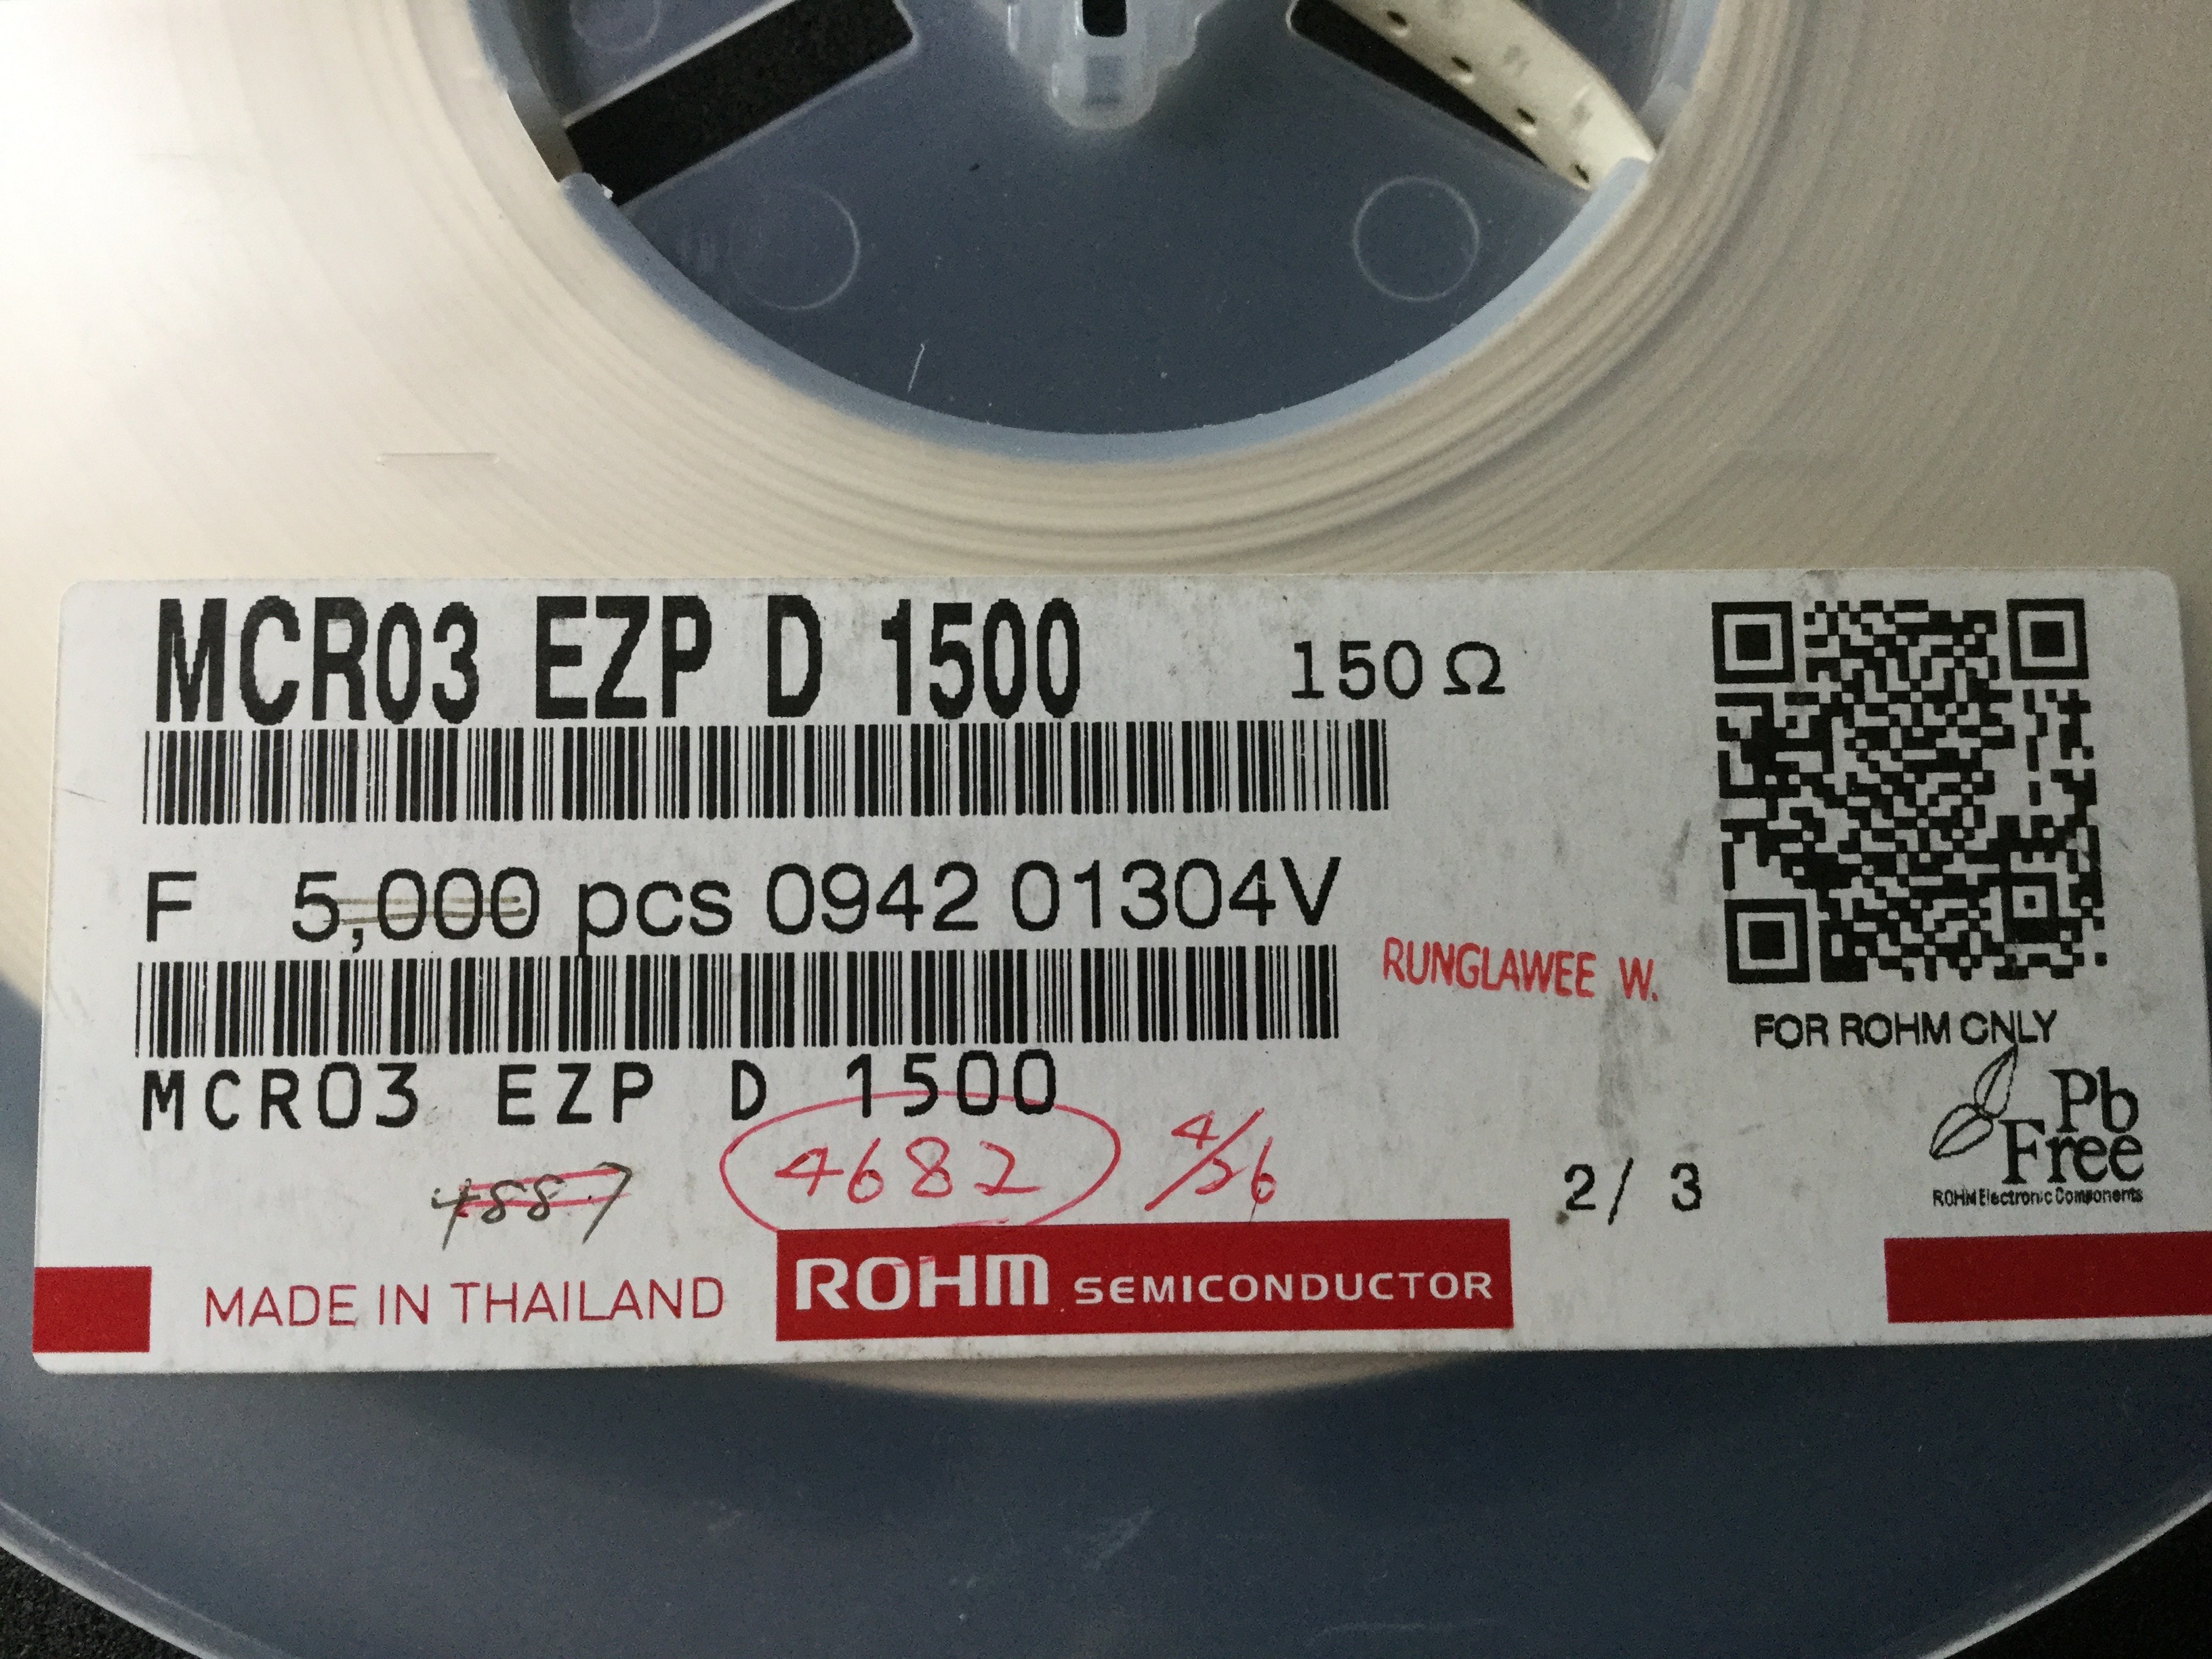 MCR03 EZP D 1500 150Ω
F 5,000 pcs 0942 01304V
RUNGLAWEE W.
FOR ROHM ONLY
MCR03 EZP D 1500
4887 4682 4/26
2/ 3
Pb
Free
ROHM Electronic Components
MADE IN THAILAND
ROHM SEMICONDUCTOR